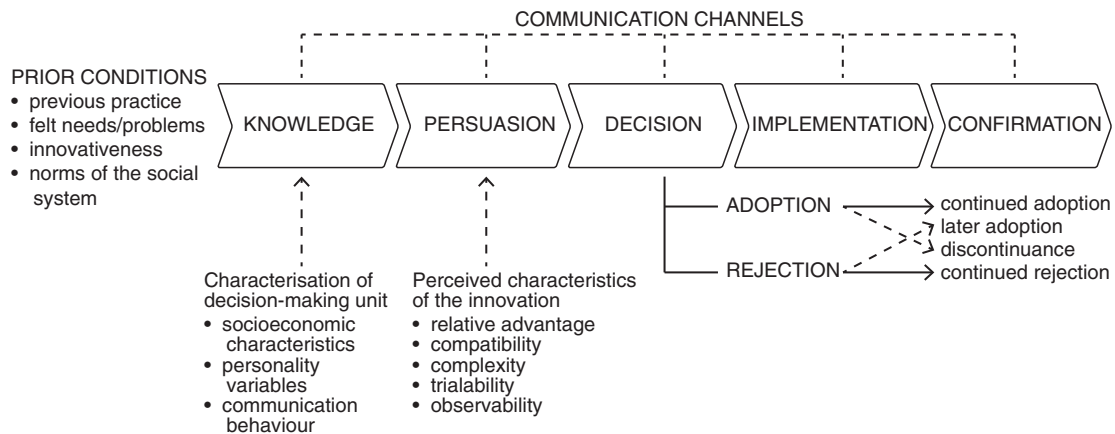 COMMUNICATION CHANNELS
PRIOR CONDITIONS
• previous practice
• felt needs/problems
• innovativeness
• norms of the social
system
KNOWLEDGE
PERSUASION
DECISION
IMPLEMENTATION
CONFIRMATION
ADOPTION
REJECTION
continued adoption
later adoption
discontinuance
continued rejection
Characterisation of
decision-making unit
• socioeconomic
characteristics
• personality
variables
• communication
behaviour
Perceived characteristics
of the innovation
• relative advantage
• compatibility
• complexity
• trialability
• observability